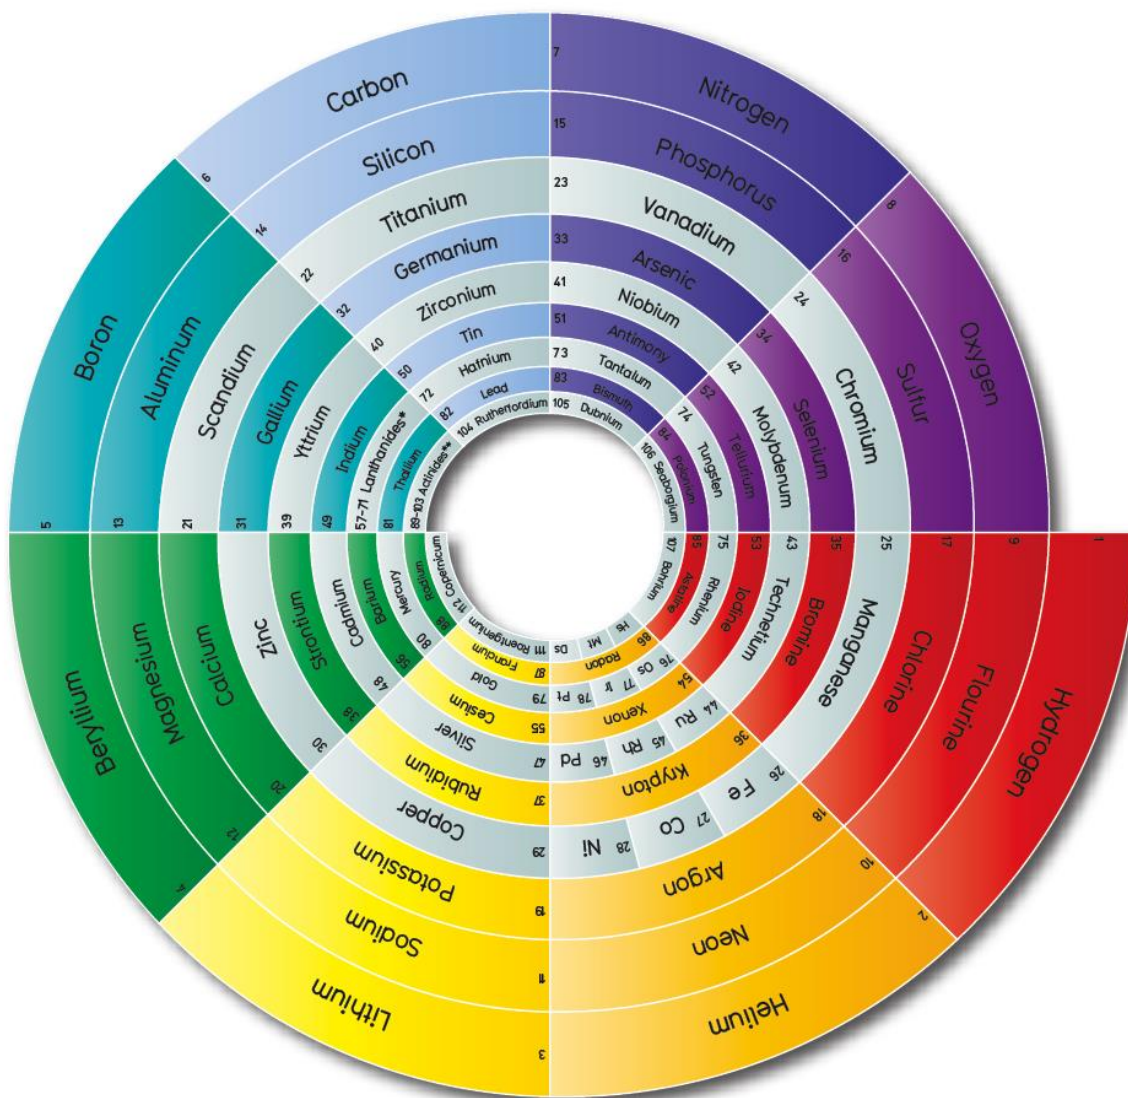 Carbon
6
Silicon
14
Titanium
22
Germanium
32
Zirconium
40
Tin
50
Hafnium
72
Lead
82
Rutherfordium
104
7
Nitrogen
15
Phosphorus
23
Vanadium
33
Arsenic
41
Niobium
51
Antimony
73
Tantalum
83
Bismuth
105
Dubnium
8
Oxygen
16
Sulfur
24
Chromium
34
Selenium
42
Molybdenum
52
Tellurium
74
Tungsten
84
Polonium
106
Seaborgium
1
Hydrogen
9
Flourine
17
Chlorine
25
Manganese
35
Bromine
43
Technetium
53
Iodine
75
Rhenium
85
Astatine
107
Bohrium
2
Helium
10
Neon
18
Argon
26
Fe
27
Co
28
Ni
36
Krypton
44
Ru
45
Rh
46
Pd
54
Xenon
76
Os
77
Ir
78
Pt
86
Radon
Hs
Mt
Ds
3
Lithium
11
Sodium
19
Potassium
29
Copper
37
Rubidium
47
Silver
55
Cesium
79
Gold
87
Francium
111
Roentgenium
4
Beryllium
12
Magnesium
20
Calcium
30
Zinc
38
Strontium
48
Cadmium
56
Barium
80
Mercury
88
Radium
112
Copernicum
5
Boron
13
Aluminum
21
Scandium
31
Gallium
39
Yttrium
49
Indium
57-71
Lanthanides*
81
Thallium
89-103
Actinides**